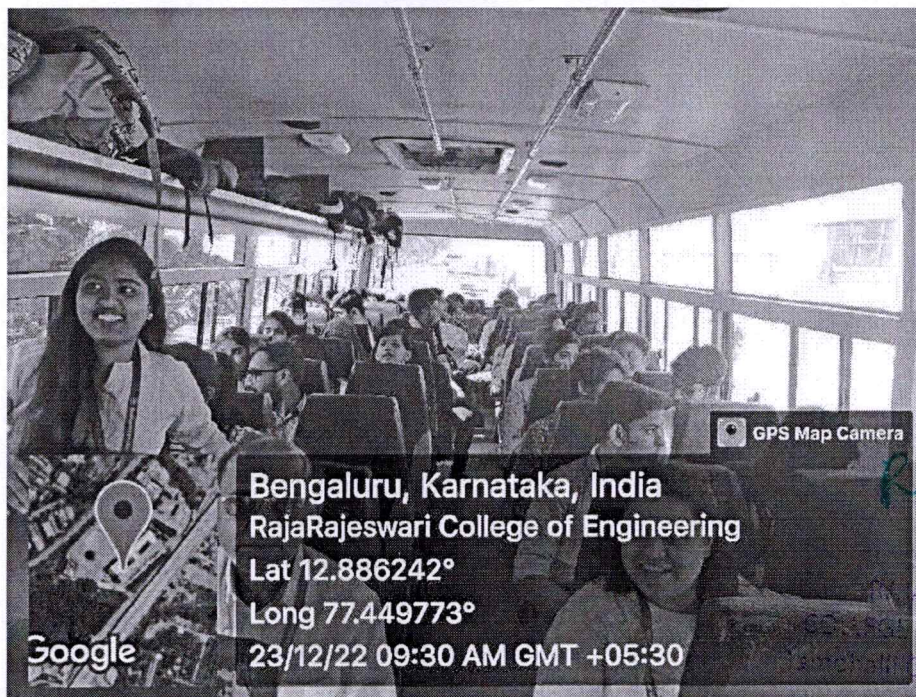 GPS Map Camera
Bengaluru, Karnataka, India
RajaRajeswari College of Engineering
Lat 12.886242°
Long 77.449773°
23/12/22 09:30 AM GMT +05:30
Google